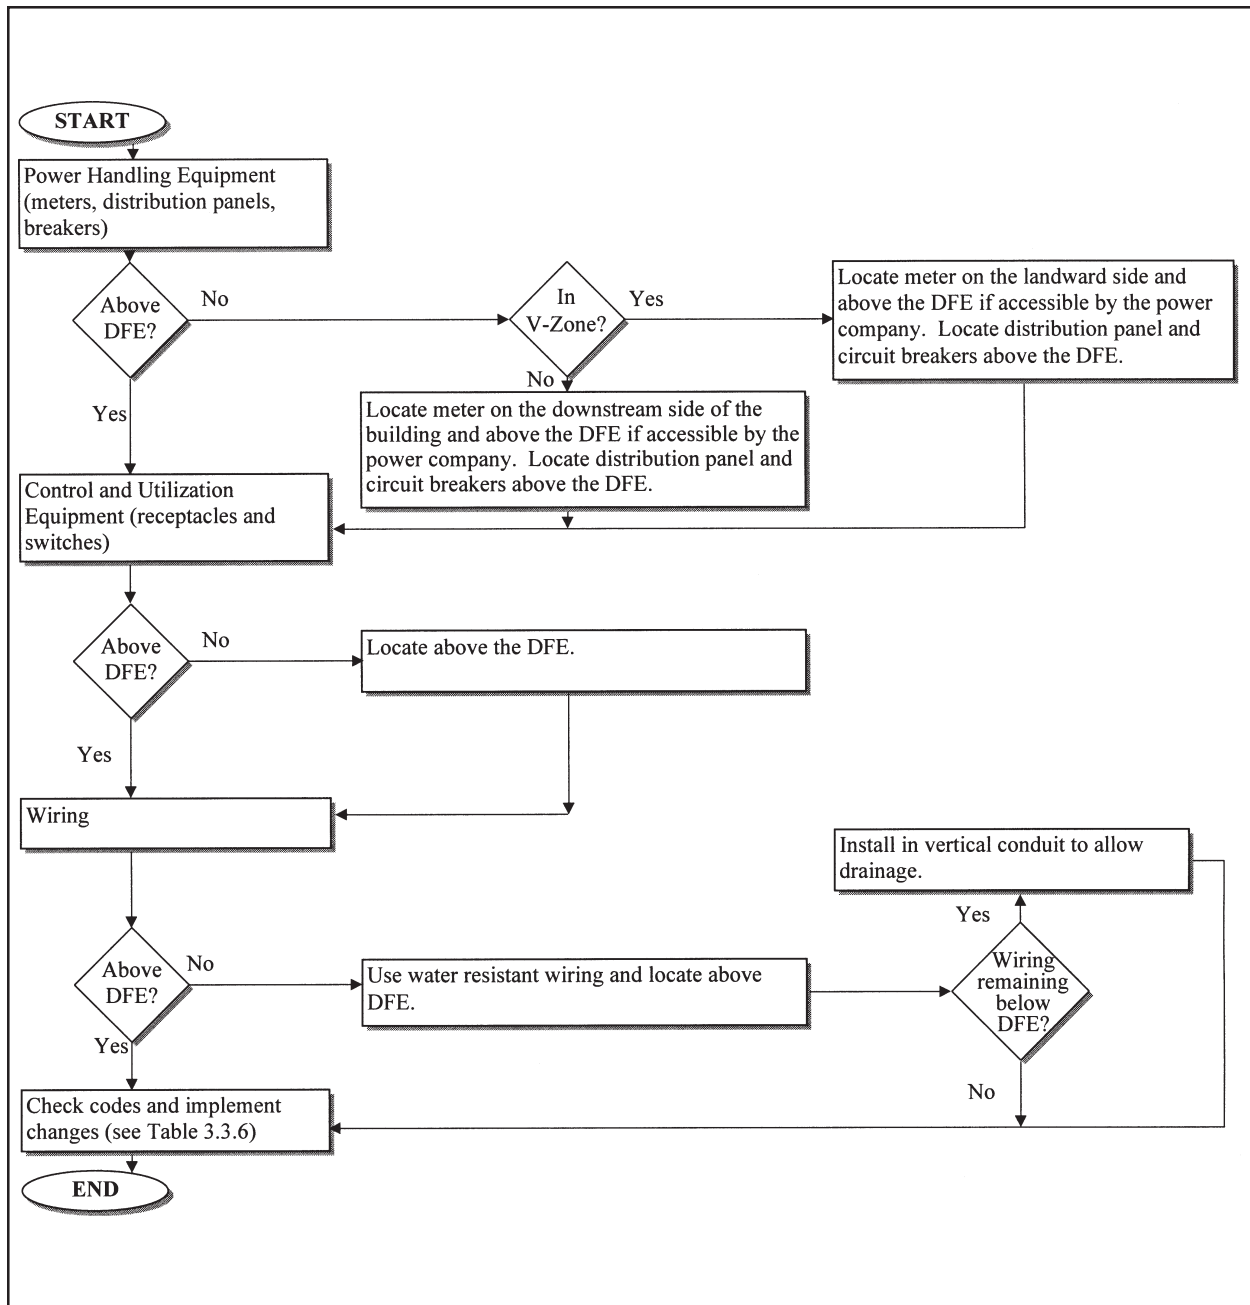 START
Power Handling Equipment
(meters, distribution panels,
breakers)
Above
DFE?
No
In
V-Zone?
Yes
Locate meter on the landward side and
above the DFE if accessible by the power
company.  Locate distribution panel and
circuit breakers above the DFE.
No
Locate meter on the downstream side of the
building and above the DFE if accessible by the
power company.  Locate distribution panel and
circuit breakers above the DFE.
Yes
Control and Utilization
Equipment (receptacles and
switches)
Above
DFE?
No
Locate above the DFE.
Yes
Wiring
Above
DFE?
No
Use water resistant wiring and locate above
DFE.
Wiring
remaining
below
DFE?
Yes
Install in vertical conduit to allow
drainage.
No
Yes
Check codes and implement
changes (see Table 3.3.6)
END